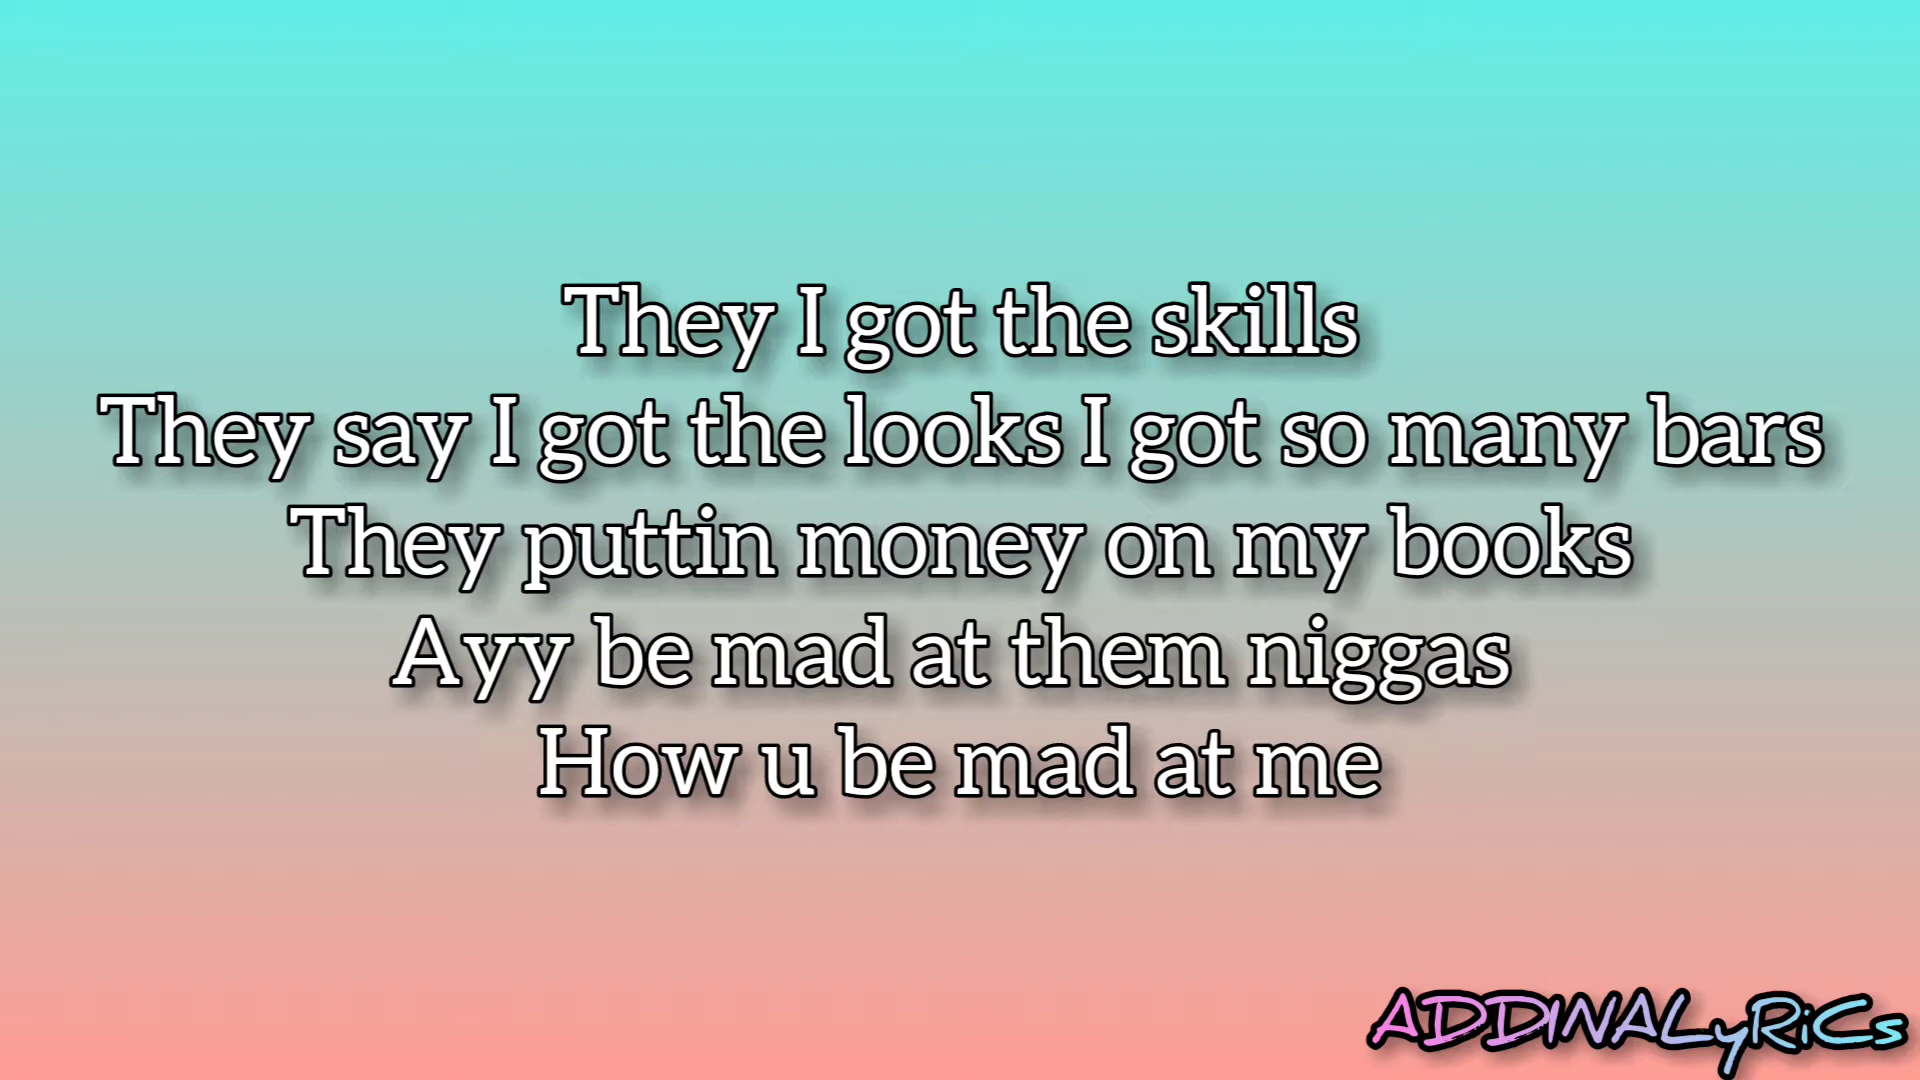 They I got the skills
They say I got the looks I got so many bars
They puttin money on my books
Ayy be mad at them niggas
How u be mad at me
ADDINALyRiCs